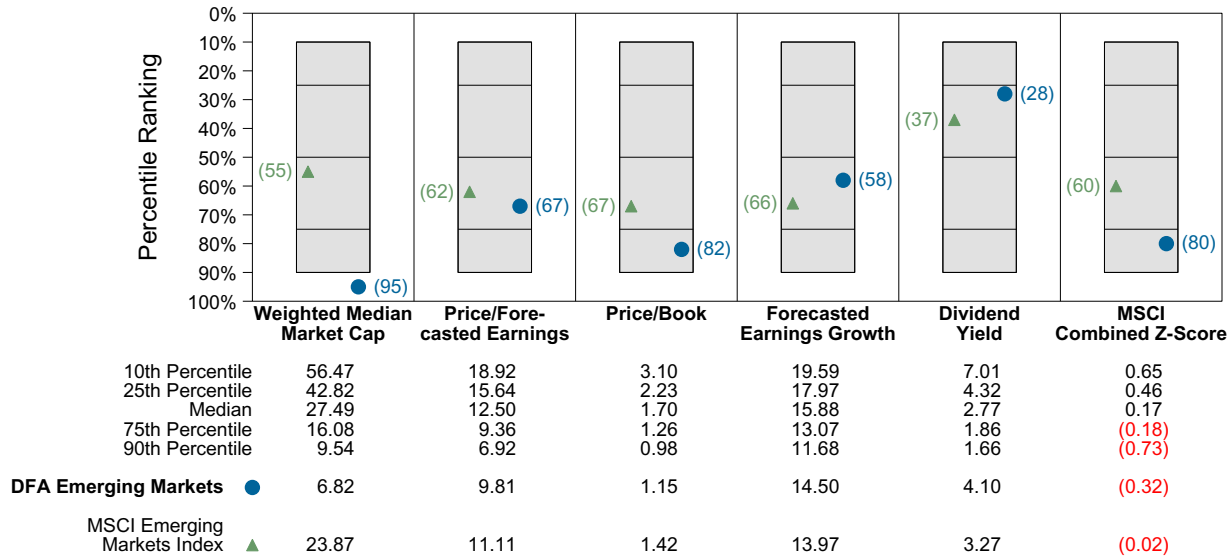 0%
10%
20%
30%
40%
50%
60%
70%
80%
90%
100%
Percentile Ranking
(55)
(95)
(62)
(67)
(67)
(82)
(66)
(58)
(37)
(28)
(60)
(80)
Weighted Median
Market Cap
Price/Fore-
casted Earnings
Price/Book
Forecasted
Earnings Growth
Dividend
Yield
MSCI
Combined Z-Score
10th Percentile 56.47 18.92 3.10 19.59 7.01 0.65
25th Percentile 42.82 15.64 2.23 17.97 4.32 0.46
Median 27.49 12.50 1.70 15.88 2.77 0.17
75th Percentile 16.08 9.36 1.26 13.07 1.86 (0.18)
90th Percentile 9.54 6.92 0.98 11.68 1.66 (0.73)
DFA Emerging Markets 6.82 9.81 1.15 14.50 4.10 (0.32)
MSCI Emerging
Markets Index 23.87 11.11 1.42 13.97 3.27 (0.02)